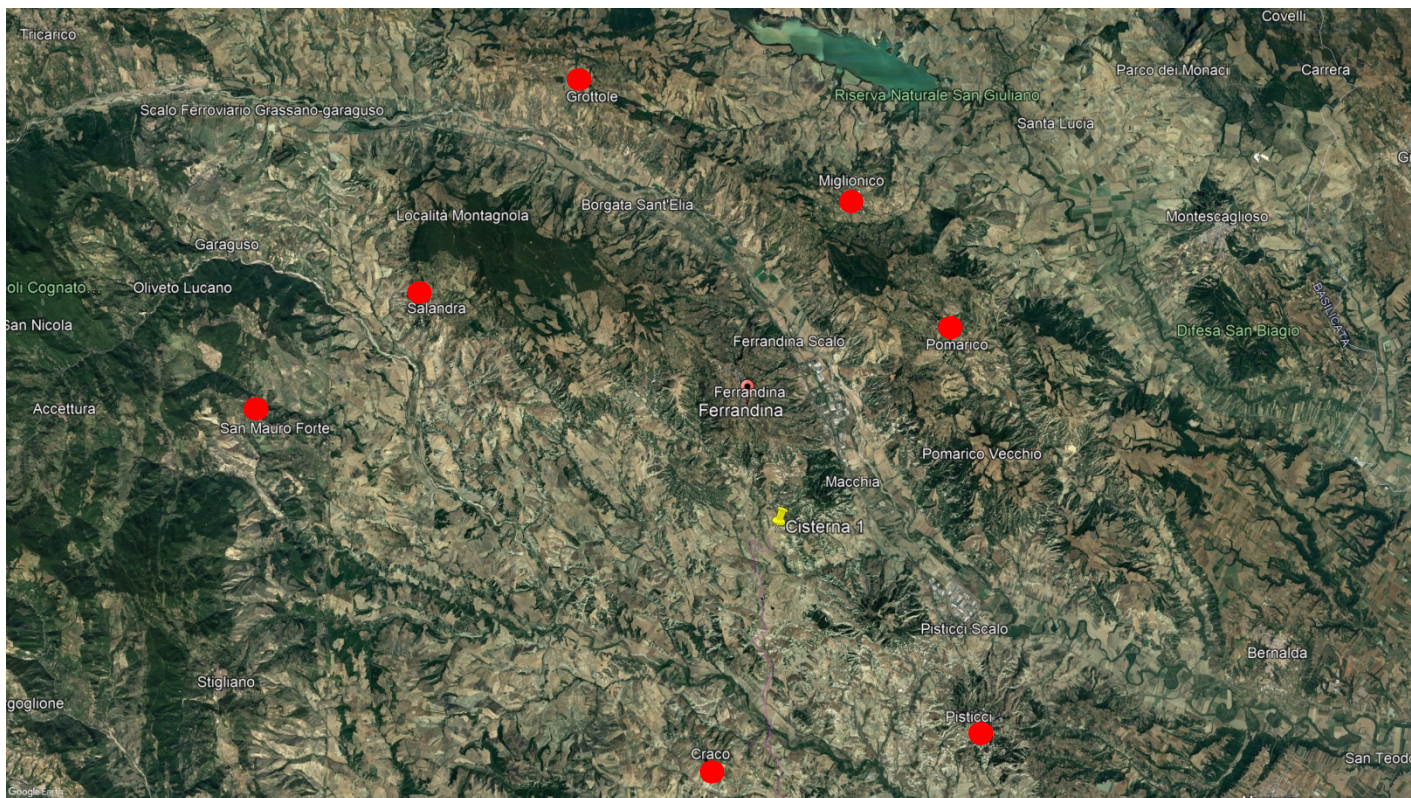 Covelli
Tricarico
Parco dei Monaci
Carrera
Grottole
Riserva Naturale San Giuliano
Scalo Ferroviario Grassano-garaguso
Santa Lucia
Miglionico
Borgata Sant'Elia
Località Montagnola
Montescaglioso
Garaguso
oli Cognato...
Oliveto Lucano
Salandra
BASILICATA
San Nicola
Difesa San Biagio
Ferrandina Scalo
Pomarico
Ferrandina
Accettura
Ferrandina
San Mauro Forte
Pomarico Vecchio
Macchia
Cisterna 1
Pisticci Scalo
Bernalda
Stigliano
rgoglione
Pisticci
Craco
San Teodo
Google Earth